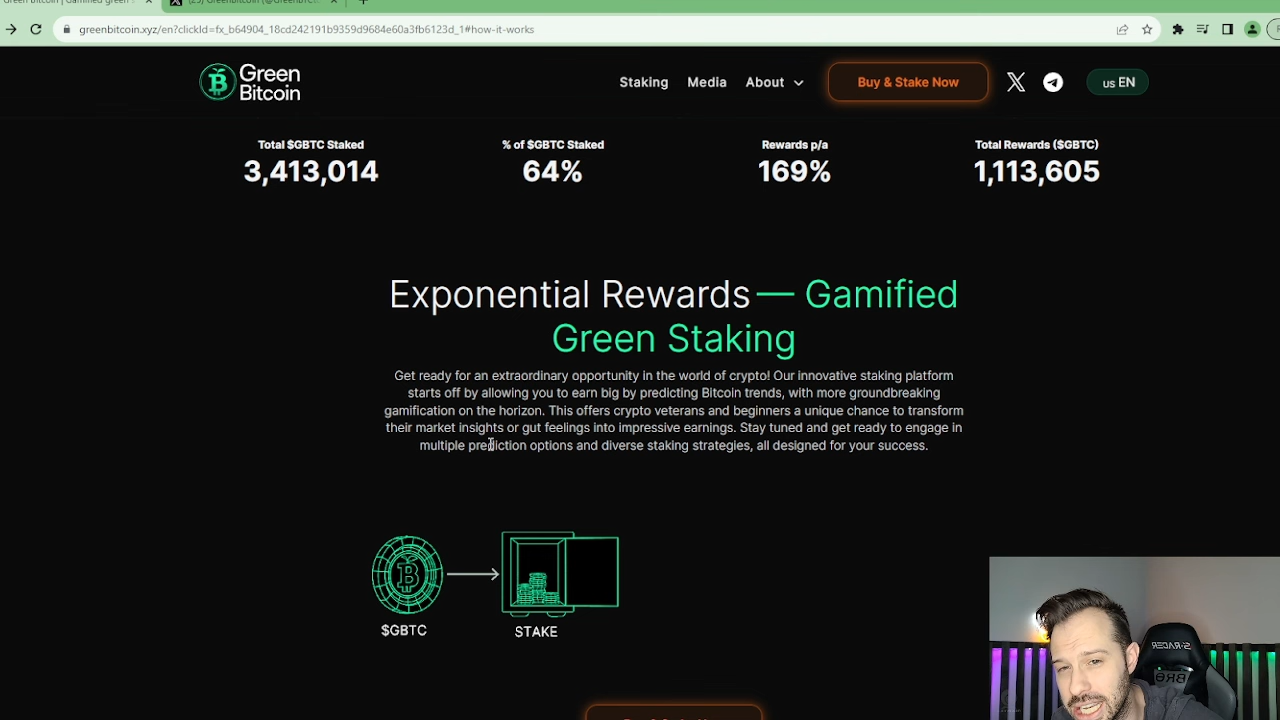 greenbitcoin.xyz/en?clickId=fx_b64904_18cd242191b9359d9684e60a3fb6123d_1#how-it-works
Green
Bitcoin
Staking
Media
About
Buy & Stake Now
us EN
Total $GBTC Staked
3,413,014
% of $GBTC Staked
64%
Rewards p/a
169%
Total Rewards ($GBTC)
1,113,605
Exponential Rewards — Gamified
Green Staking
Get ready for an extraordinary opportunity in the world of crypto! Our innovative staking platform
starts off by allowing you to earn big by predicting Bitcoin trends, with more groundbreaking
gamification on the horizon. This offers crypto veterans and beginners a unique chance to transform
their market insights or gut feelings into impressive earnings. Stay tuned and get ready to engage in
multiple prediction options and diverse staking strategies, all designed for your success.
$GBTC
STAKE